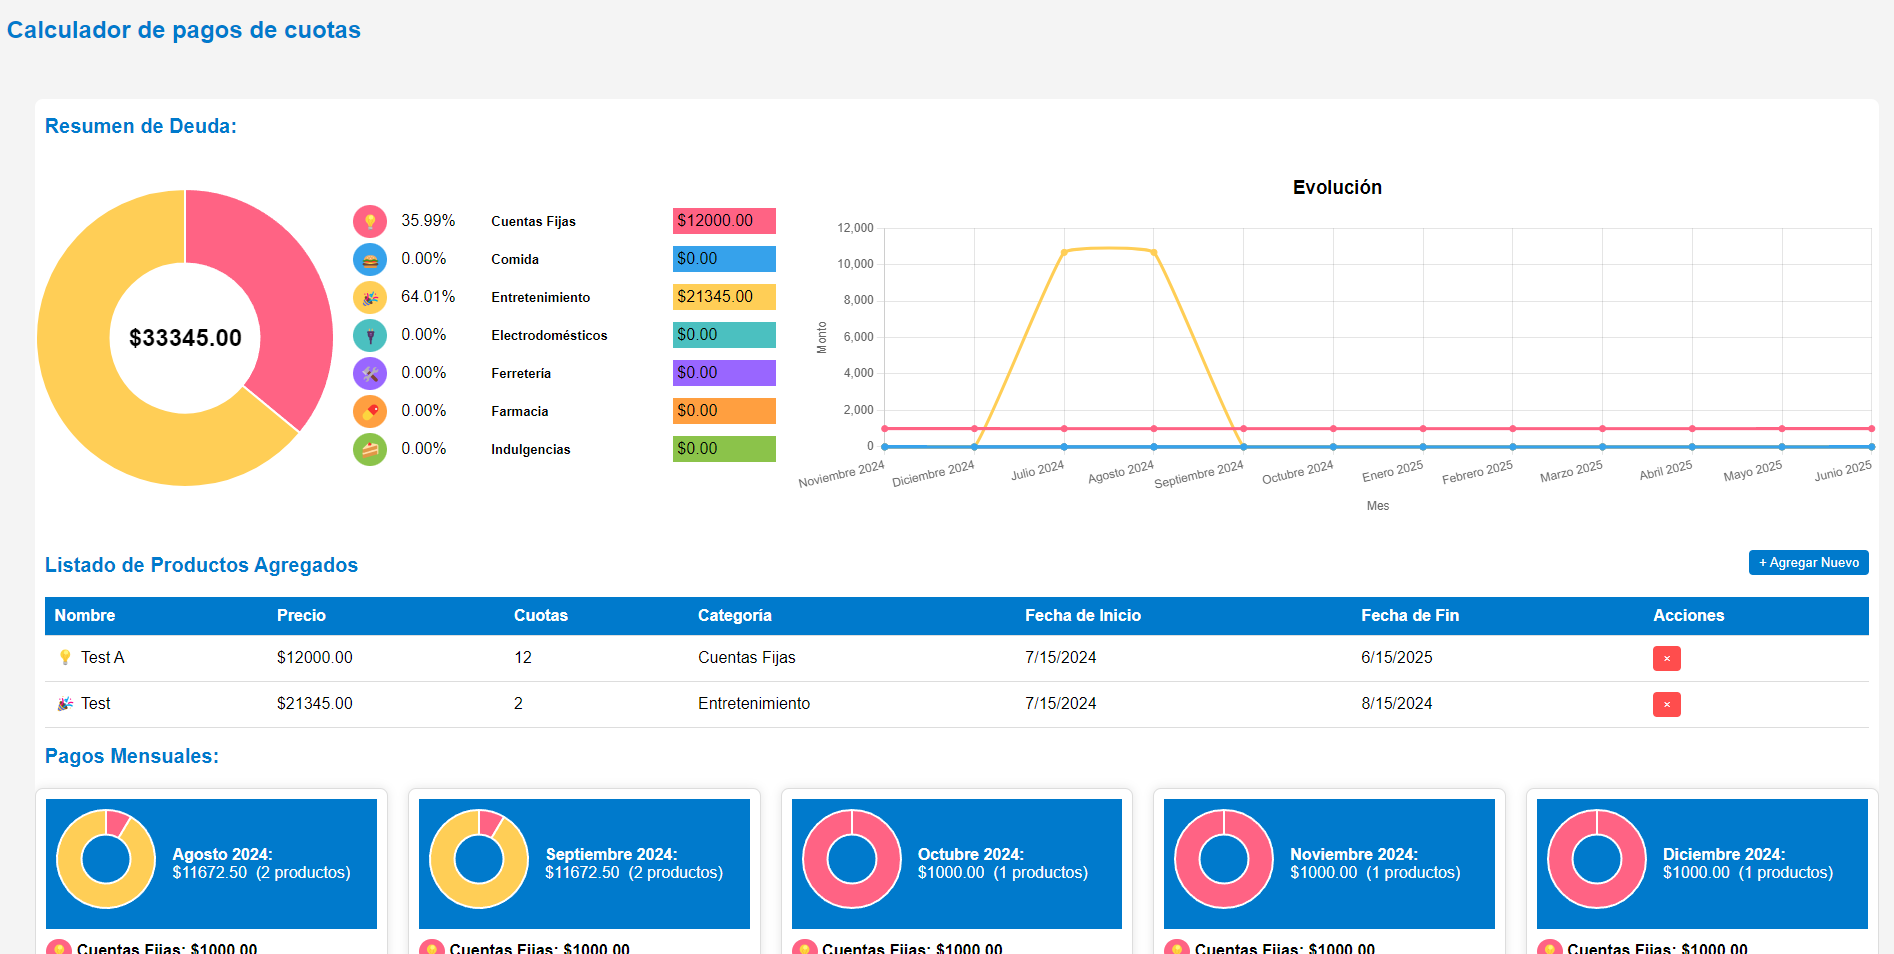 Calculador de pagos de cuotas
Resumen de Deuda:
$33345.00
35.99% Cuentas Fijas $12000.00
0.00% Comida $0.00
64.01% Entretenimiento $21345.00
0.00% Electrodomésticos $0.00
0.00% Ferretería $0.00
0.00% Farmacia $0.00
0.00% Indulgencias $0.00
Evolución
12,000
10,000
8,000
6,000
4,000
2,000
0
Monto
Noviembre 2024 Diciembre 2024 Julio 2024 Agosto 2024 Septiembre 2024 Octubre 2024 Enero 2025 Febrero 2025 Marzo 2025 Abril 2025 Mayo 2025 Junio 2025
Mes
Listado de Productos Agregados
+ Agregar Nuevo
Nombre Precio Cuotas Categoría Fecha de Inicio Fecha de Fin Acciones
Test A $12000.00 12 Cuentas Fijas 7/15/2024 6/15/2025 ×
Test $21345.00 2 Entretenimiento 7/15/2024 8/15/2024 ×
Pagos Mensuales:
Agosto 2024:
$11672.50 (2 productos)
Cuentas Fijas: $1000.00
Septiembre 2024:
$11672.50 (2 productos)
Cuentas Fijas: $1000.00
Octubre 2024:
$1000.00 (1 productos)
Cuentas Fijas: $1000.00
Noviembre 2024:
$1000.00 (1 productos)
Cuentas Fijas: $1000.00
Diciembre 2024:
$1000.00 (1 productos)
Cuentas Fijas: $1000.00